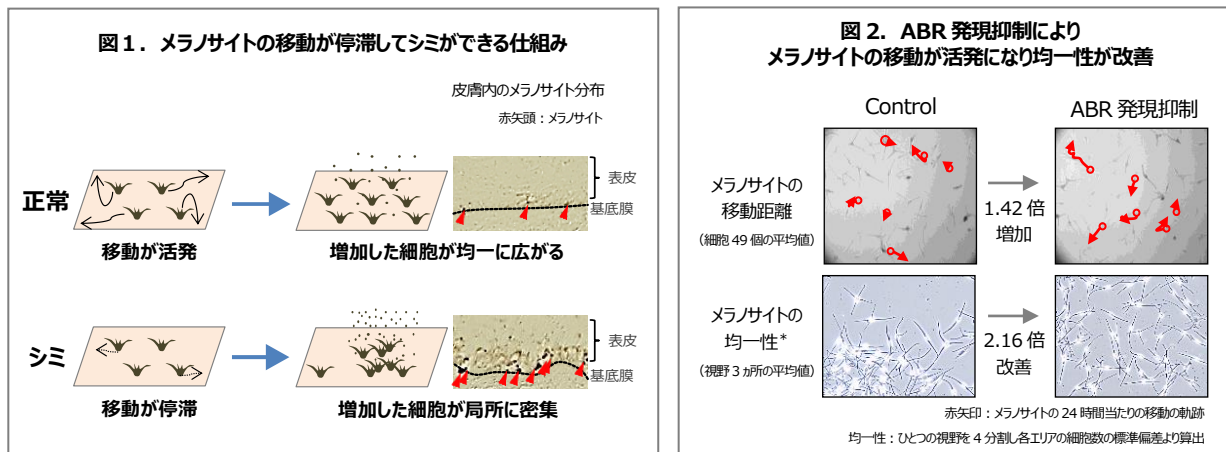 図1．メラノサイトの移動が停滞してシミができる仕組み
皮膚内のメラノサイト分布
赤矢頭：メラノサイト
正常
移動が活発
増加した細胞が均一に広がる
表皮
基底膜
シミ
移動が停滞
増加した細胞が局所に密集
表皮
基底膜
図2．ABR 発現抑制により
メラノサイトの移動が活発になり均一性が改善
Control
ABR 発現抑制
メラノサイトの
移動距離
（細胞 49 個の平均値）
1.42 倍
増加
メラノサイトの
均一性*
（視野 3 ヵ所の平均値）
2.16 倍
改善
赤矢印：メラノサイトの 24 時間当たりの移動の軌跡
均一性：ひとつの視野を 4 分割し各エリアの細胞数の標準偏差より算出